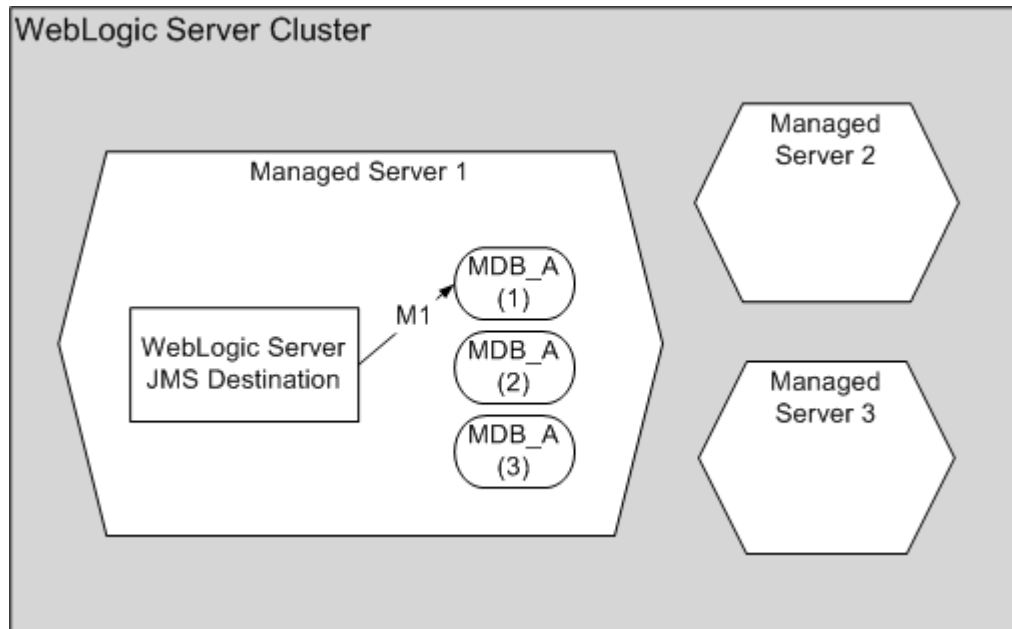 WebLogic Server Cluster
Managed Server 1
WebLogic Server
JMS Destination
M1
MDB_A
(1)
MDB_A
(2)
MDB_A
(3)
Managed
Server 2
Managed
Server 3